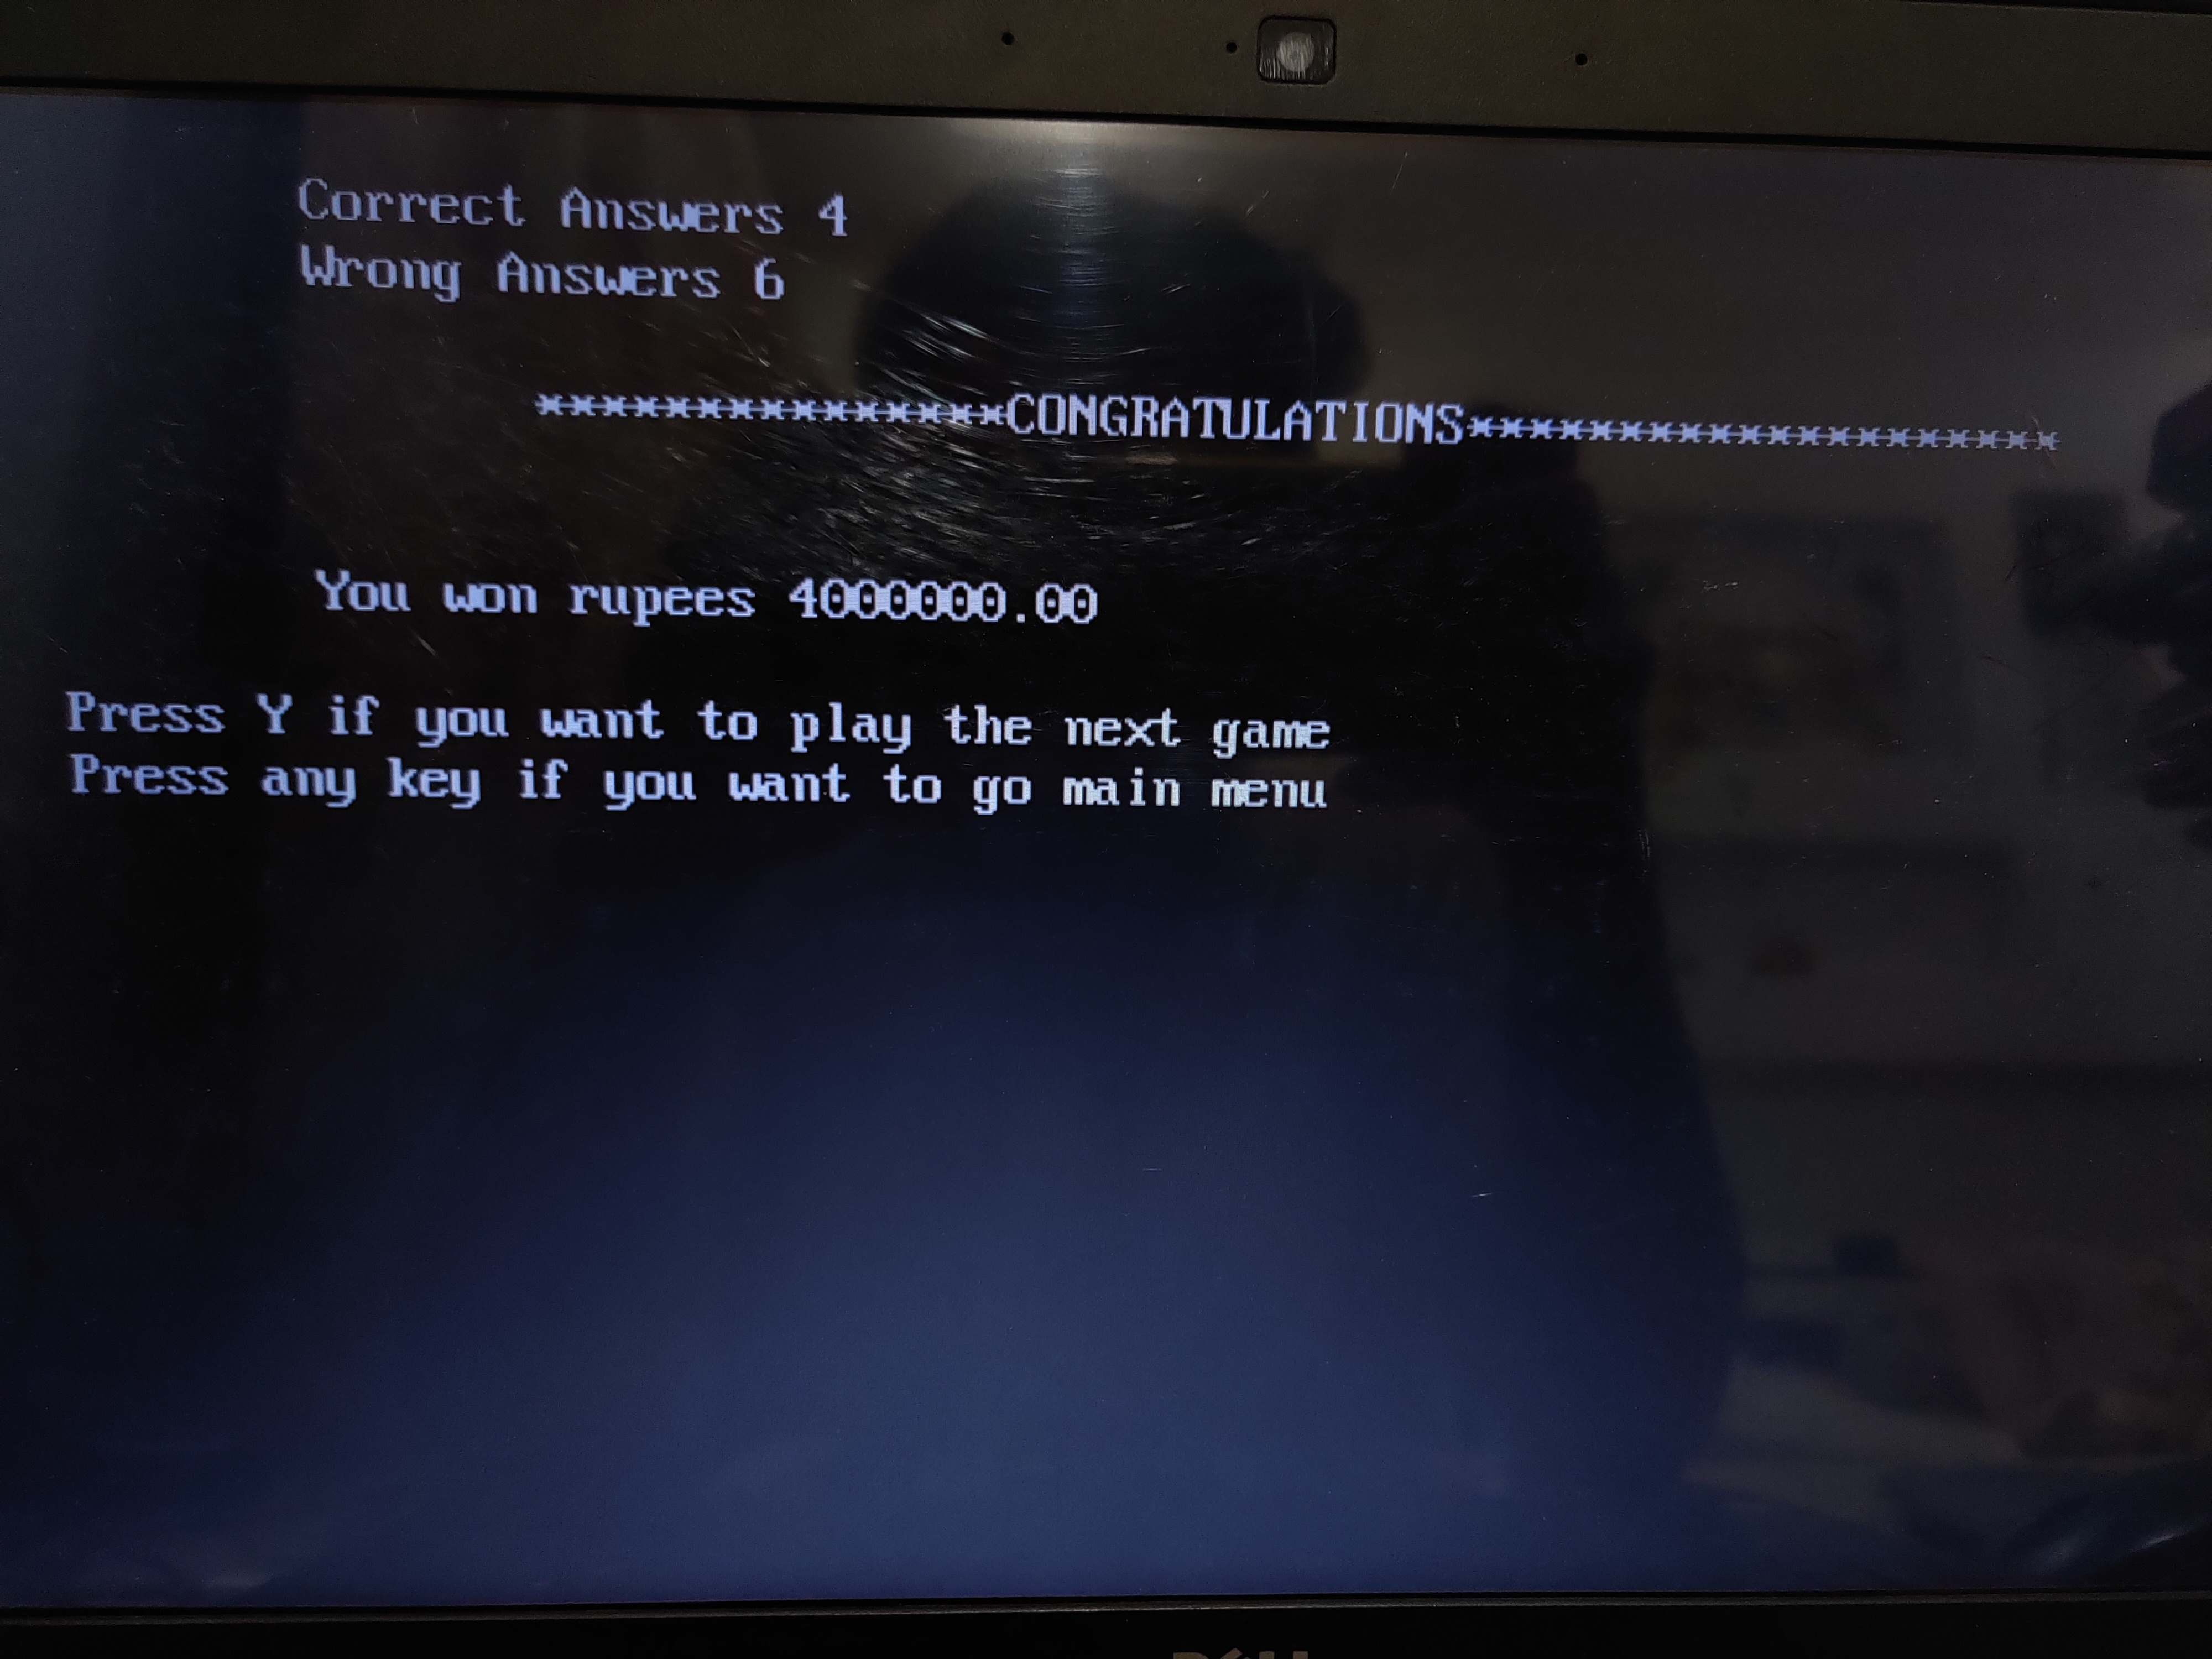 Correct Answers 4
Wrong Answers 6
***************CONGRATULATIONS*******************
You won rupees 4000000.00
Press Y if you want to play the next game
Press any key if you want to go main menu